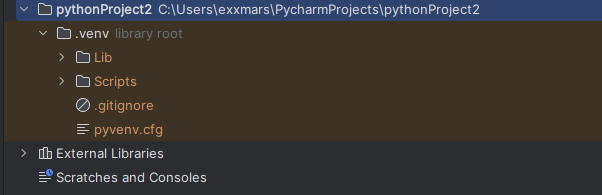 pythonProject2 C:\Users\exxmars\PycharmProjects\pythonProject2
.venv library root
Lib
Scripts
.gitignore
pyvenv.cfg
External Libraries
Scratches and Consoles